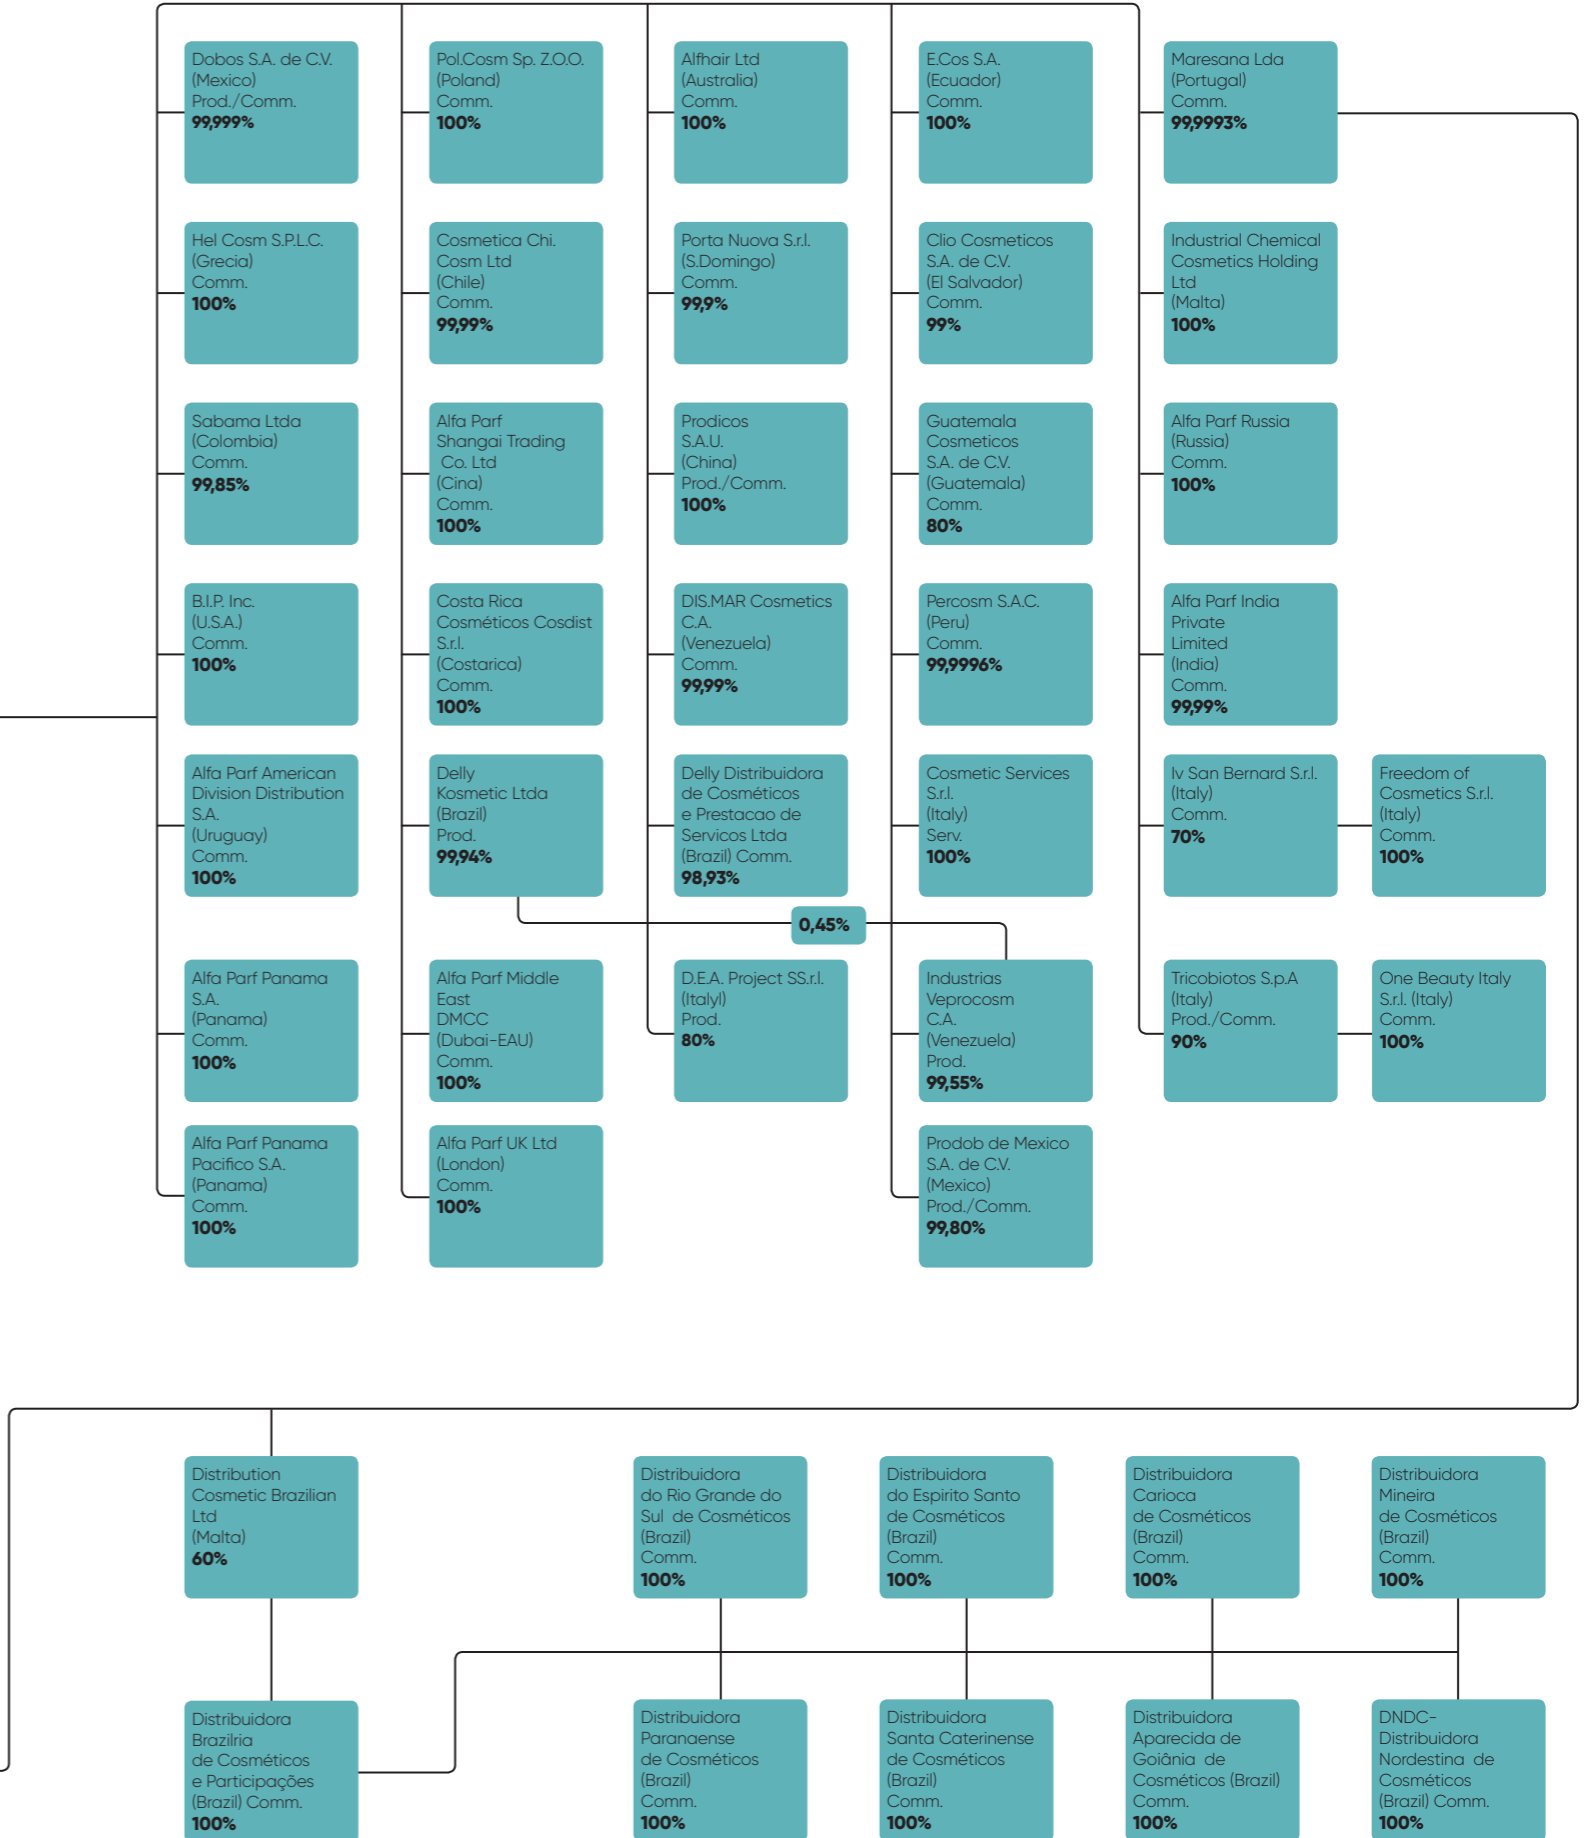 Dobos S.A. de C.V.
(Mexico)
Prod./Comm.
99,999%
Pol.Cosm Sp. Z.O.O.
(Poland)
Comm.
100%
Alfhair Ltd
(Australia)
Comm.
100%
E.Cos S.A.
(Ecuador)
Comm.
100%
Maresana Lda
(Portugal)
Comm.
99,9993%
Hel Cosm S.P.L.C.
(Grecia)
Comm.
100%
Cosmetica Chi.
Cosm Ltd
(Chile)
Comm.
99,99%
Porta Nuova S.r.l.
(S.Domingo)
Comm.
99,9%
Clio Cosmeticos
S.A. de C.V.
(El Salvador)
Comm.
99%
Industrial Chemical
Cosmetics Holding
Ltd
(Malta)
100%
Sabama Ltda
(Colombia)
Comm.
99,85%
Alfa Parf
Shangai Trading
Co. Ltd
(Cina)
Comm.
100%
Prodicos
S.A.U.
(China)
Prod./Comm.
100%
Guatemala
Cosmeticos
S.A. de C.V.
(Guatemala)
Comm.
80%
Alfa Parf Russia
(Russia)
Comm.
100%
B.I.P. Inc.
(U.S.A.)
Comm.
100%
Costa Rica
Cosméticos Cosdist
S.r.l.
(Costarica)
Comm.
100%
DIS.MAR Cosmetics
C.A.
(Venezuela)
Comm.
99,99%
Percosm S.A.C.
(Peru)
Comm.
99,9996%
Alfa Parf India
Private
Limited
(India)
Comm.
99,99%
Alfa Parf American
Division Distribution
S.A.
(Uruguay)
Comm.
100%
Delly
Kosmetic Ltda
(Brazil)
Prod.
99,94%
Delly Distribuidora
de Cosméticos
e Prestacao de
Servicos Ltda
(Brazil) Comm.
98,93%
Cosmetic Services
S.r.l.
(Italy)
Serv.
100%
Iv San Bernard S.r.l.
(Italy)
Comm.
70%
Freedom of
Cosmetics S.r.l.
(Italy)
Comm.
100%
0,45%
Alfa Parf Panama
S.A.
(Panama)
Comm.
100%
Alfa Parf Middle
East
DMCC
(Dubai-EAU)
Comm.
100%
D.E.A. Project SS.r.l.
(Italyl)
Prod.
80%
Industrias
Veprocosm
C.A.
(Venezuela)
Prod.
99,55%
Tricobiotos S.p.A
(Italy)
Prod./Comm.
90%
One Beauty Italy
S.r.l. (Italy)
Comm.
100%
Alfa Parf Panama
Pacifico S.A.
(Panama)
Comm.
100%
Alfa Parf UK Ltd
(London)
Comm.
100%
Prodob de Mexico
S.A. de C.V.
(Mexico)
Prod./Comm.
99,80%
Distribution
Cosmetic Brazilian
Ltd
(Malta)
60%
Distribuidora
do Rio Grande do
Sul de Cosméticos
(Brazil)
Comm.
100%
Distribuidora
do Espirito Santo
de Cosméticos
(Brazil)
Comm.
100%
Distribuidora
Carioca
de Cosméticos
(Brazil)
Comm.
100%
Distribuidora
Mineira
de Cosméticos
(Brazil)
Comm.
100%
Distribuidora
Brazilria
de Cosméticos
e Participações
(Brazil) Comm.
100%
Distribuidora
Paranaense
de Cosméticos
(Brazil)
Comm.
100%
Distribuidora
Santa Caterinense
de Cosméticos
(Brazil)
Comm.
100%
Distribuidora
Aparecida de
Goiânia de
Cosméticos (Brazil)
Comm.
100%
DNDC-
Distribuidora
Nordestina de
Cosméticos
(Brazil) Comm.
100%